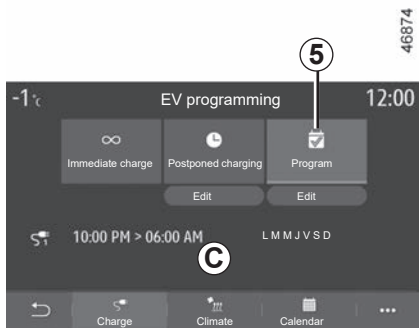 46874
5
-1°c EV programming 12:00
Immediate charge Postponed charging Program
Edit Edit
10:00 PM > 06:00 AM L M M J V S D
C
Charge Climate Calendar